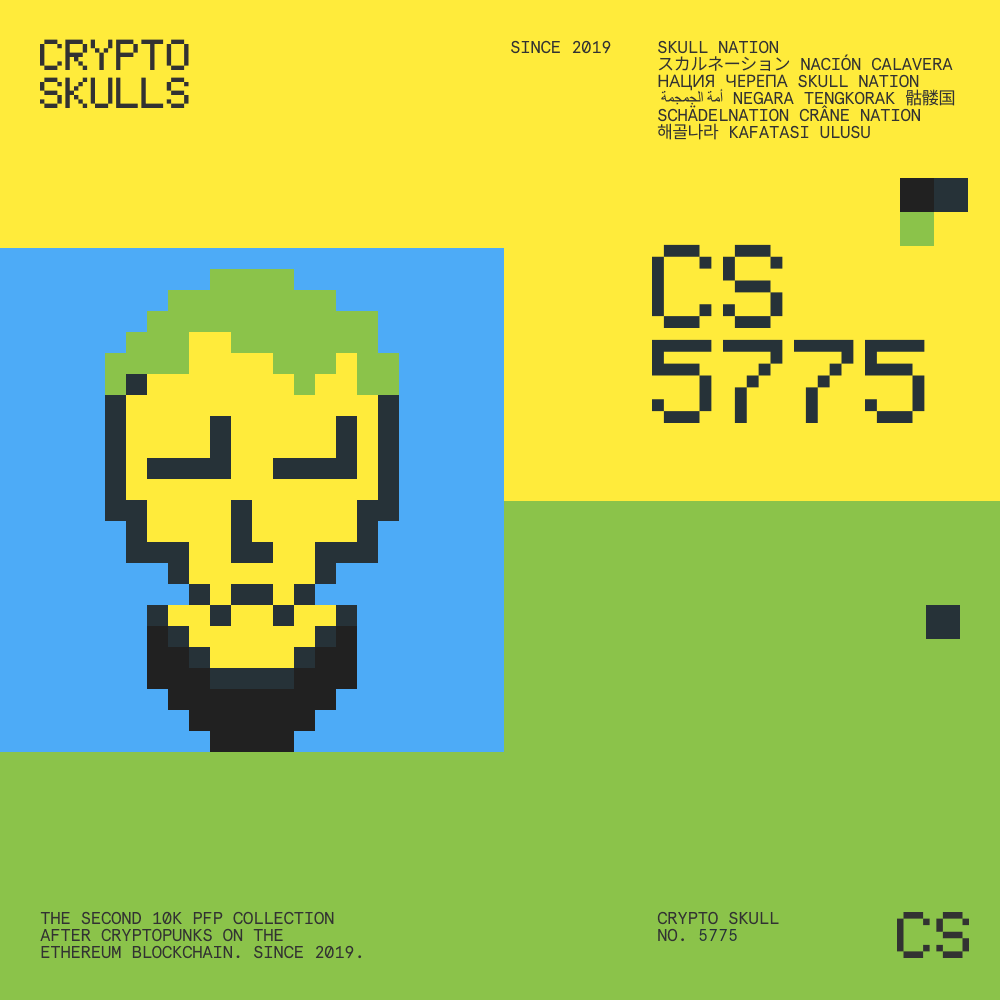 CRYPTO
SKULLS
SINCE 2019
SKULL NATION
スカルネーション NACIÓN CALAVERA
НАЦИЯ ЧЕРЕПА SKULL NATION
أمة الجمجمة NEGARA TENGKORAK 骷髅国
SCHÄDELNATION CRÂNE NATION
해골나라 KAFATASI ULUSU
CS
5775
THE SECOND 10K PFP COLLECTION
AFTER CRYPTOPUNKS ON THE
ETHEREUM BLOCKCHAIN. SINCE 2019.
CRYPTO SKULL
NO. 5775
CS